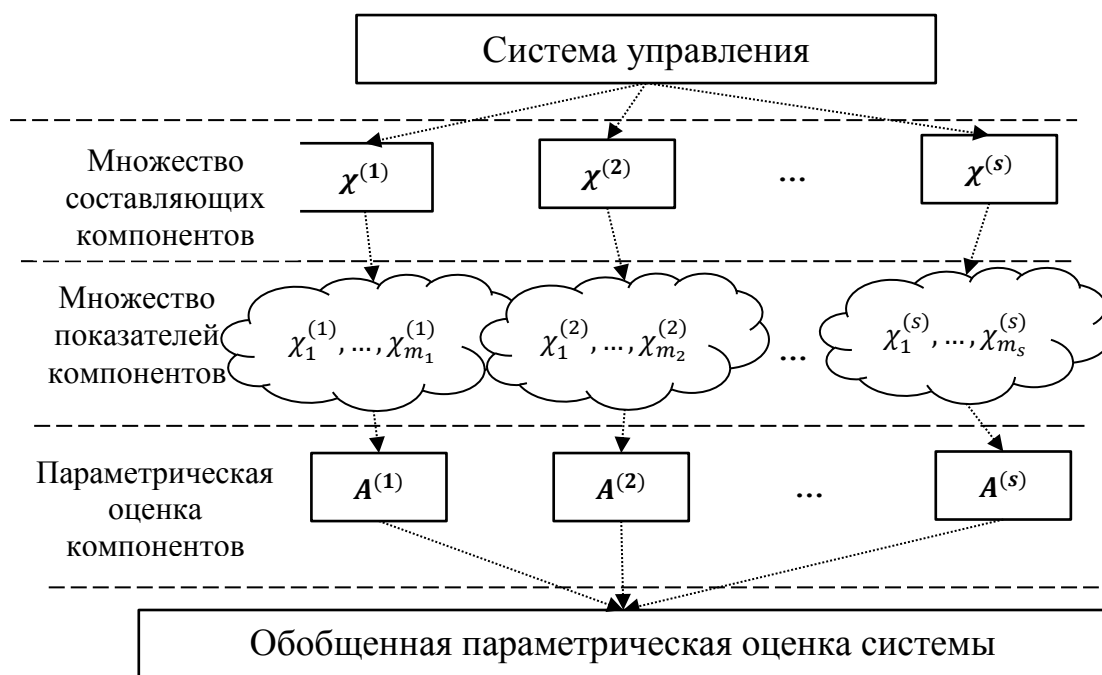 Система управления
Множество
составляющих
компонентов
χ^(1)
χ^(2)
...
χ^(s)
Множество
показателей
компонентов
χ_1^(1), ..., χ_{m_1}^(1)
χ_1^(2), ..., χ_{m_2}^(2)
...
χ_1^(s), ..., χ_{m_s}^(s)
Параметрическая
оценка
компонентов
A^(1)
A^(2)
...
A^(s)
Обобщенная параметрическая оценка системы